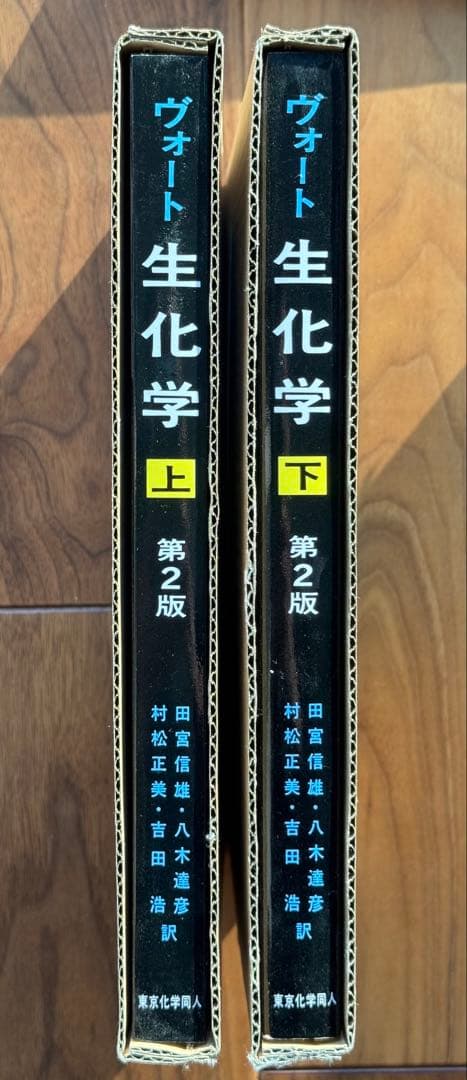 ヴォート
生化学
上
第2版
田宮信雄・八木達彦
村松正美・吉田 浩 訳
東京化学同人
ヴォート
生化学
下
第2版
田宮信雄・八木達彦
村松正美・吉田 浩 訳
東京化学同人